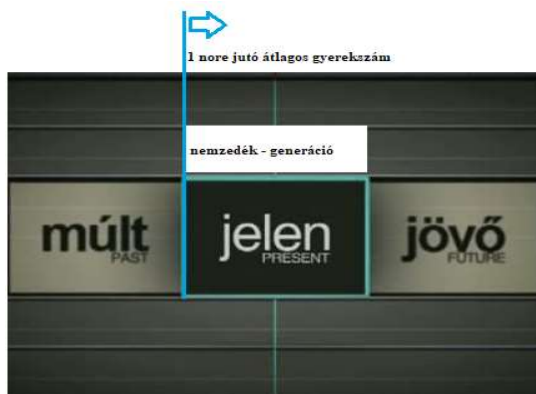 1 nore jutó átlagos gyerekszám
nemzedék - generáció
múlt
PAST
jelen
PRESENT
jövő
FUTURE